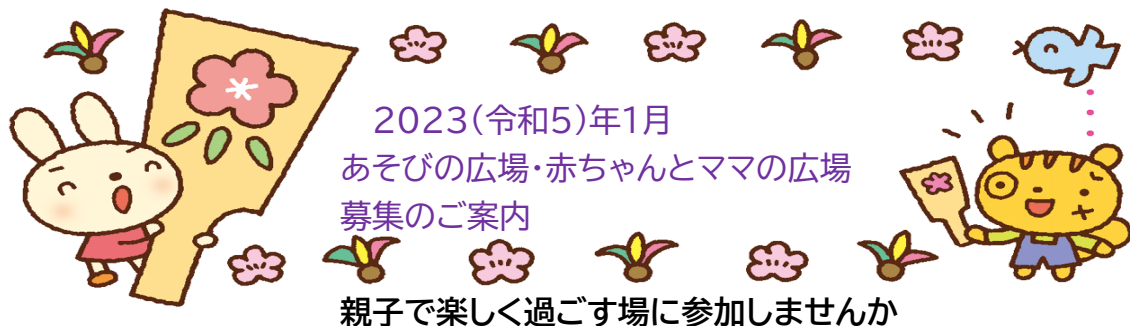 2023(令和5)年1月
あそびの広場・赤ちゃんとママの広場
募集のご案内
親子で楽しく過ごす場に参加しませんか